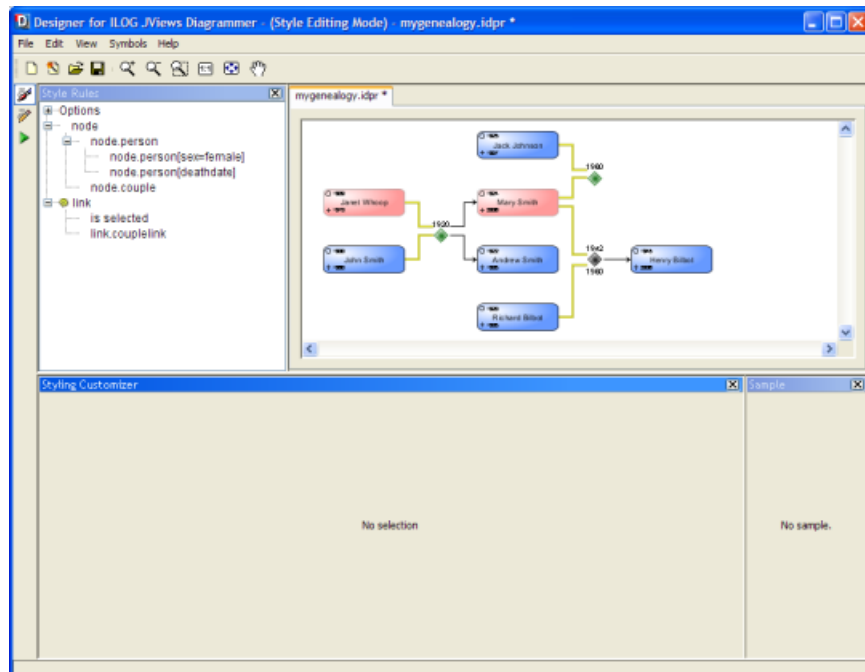 Designer for ILOG JViews Diagrammer - (Style Editing Mode) - mygenealogy.idpr *
File Edit View Symbols Help
Style Rules
mygenealogy.idpr *
Options
node
node.person
node.person[sex=female]
node.person[deathdate]
node.couple
link
is selected
link.couplelink
Jack Johnson
1960
Janet Whoop
Mary Smith
1920
John Smith
Andrew Smith
1942
Henry Bilbot
1960
Richard Bilbot
Styling Customizer
Sample
No selection
No sample.